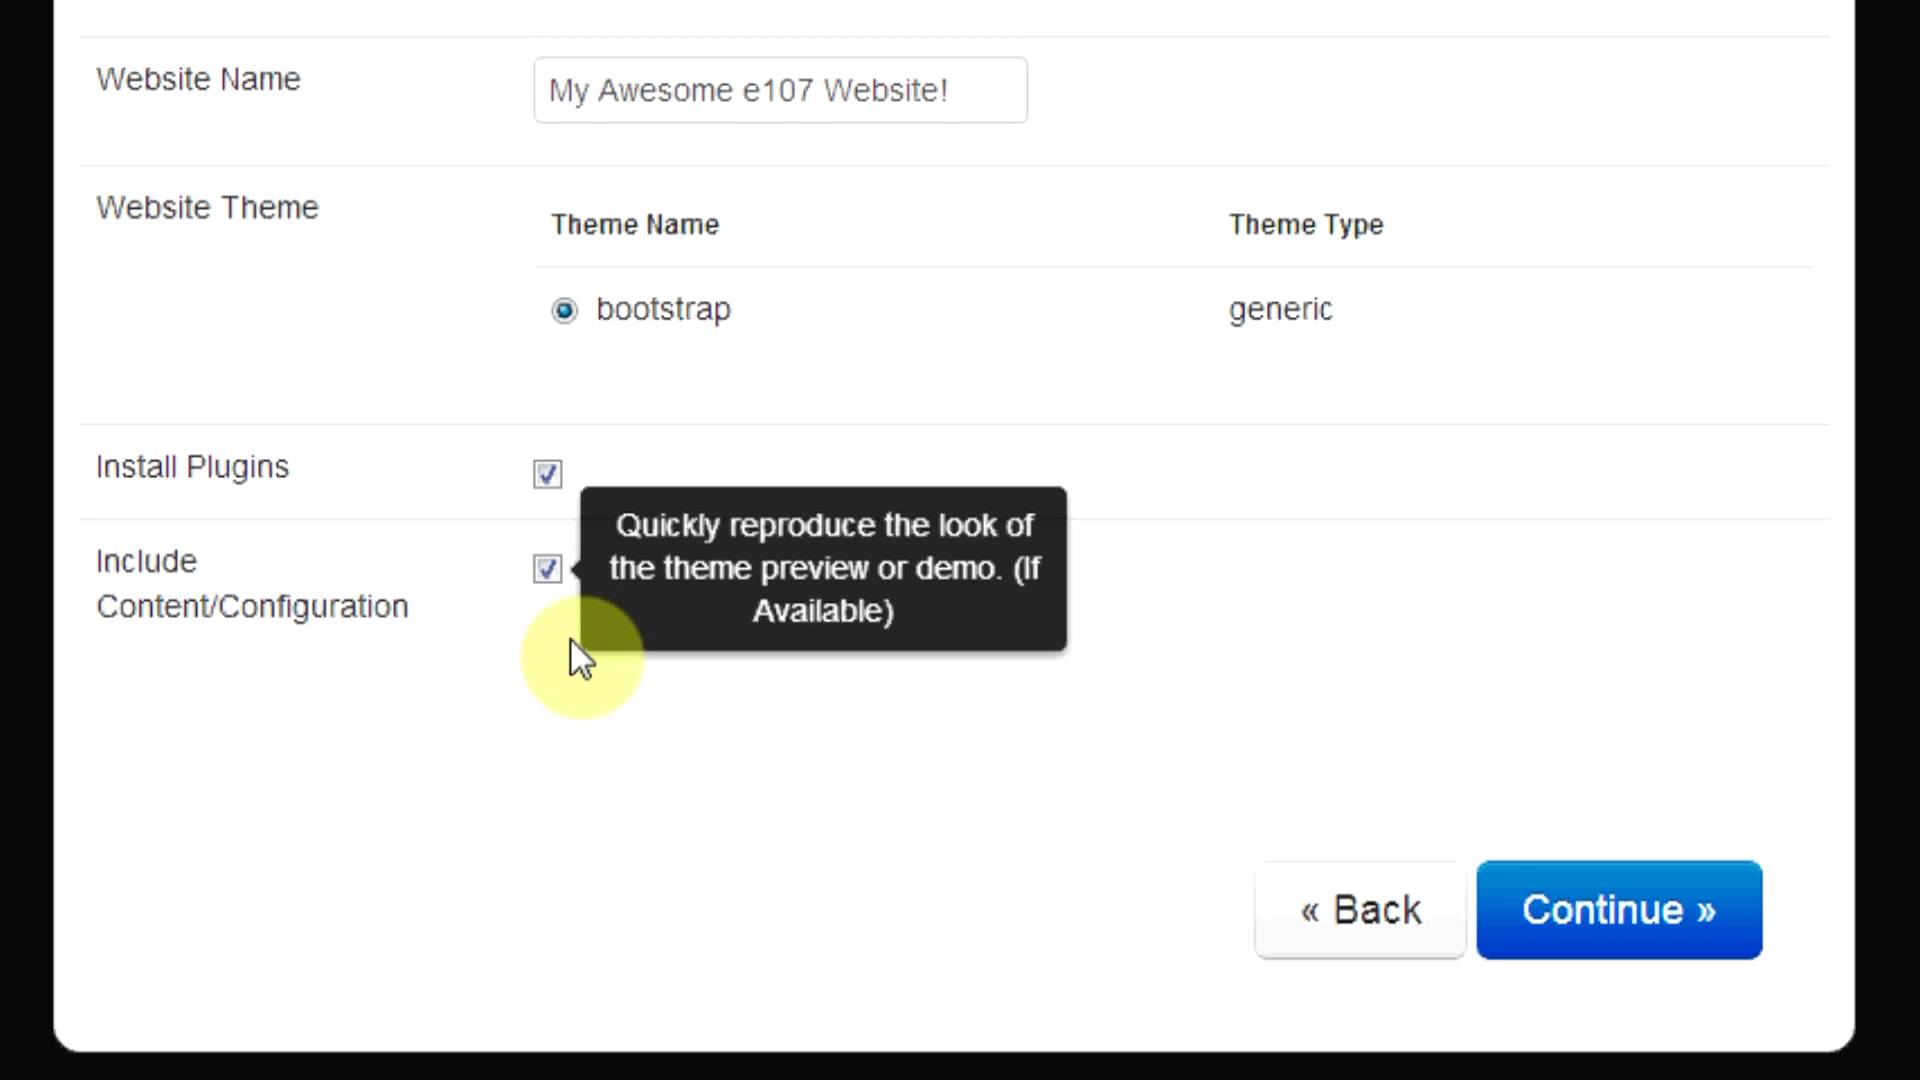 Website Name
My Awesome e107 Website!
Website Theme
Theme Name
Theme Type
bootstrap
generic
Install Plugins
Include
Content/Configuration
Quickly reproduce the look of
the theme preview or demo. (If
Available)
« Back
Continue »